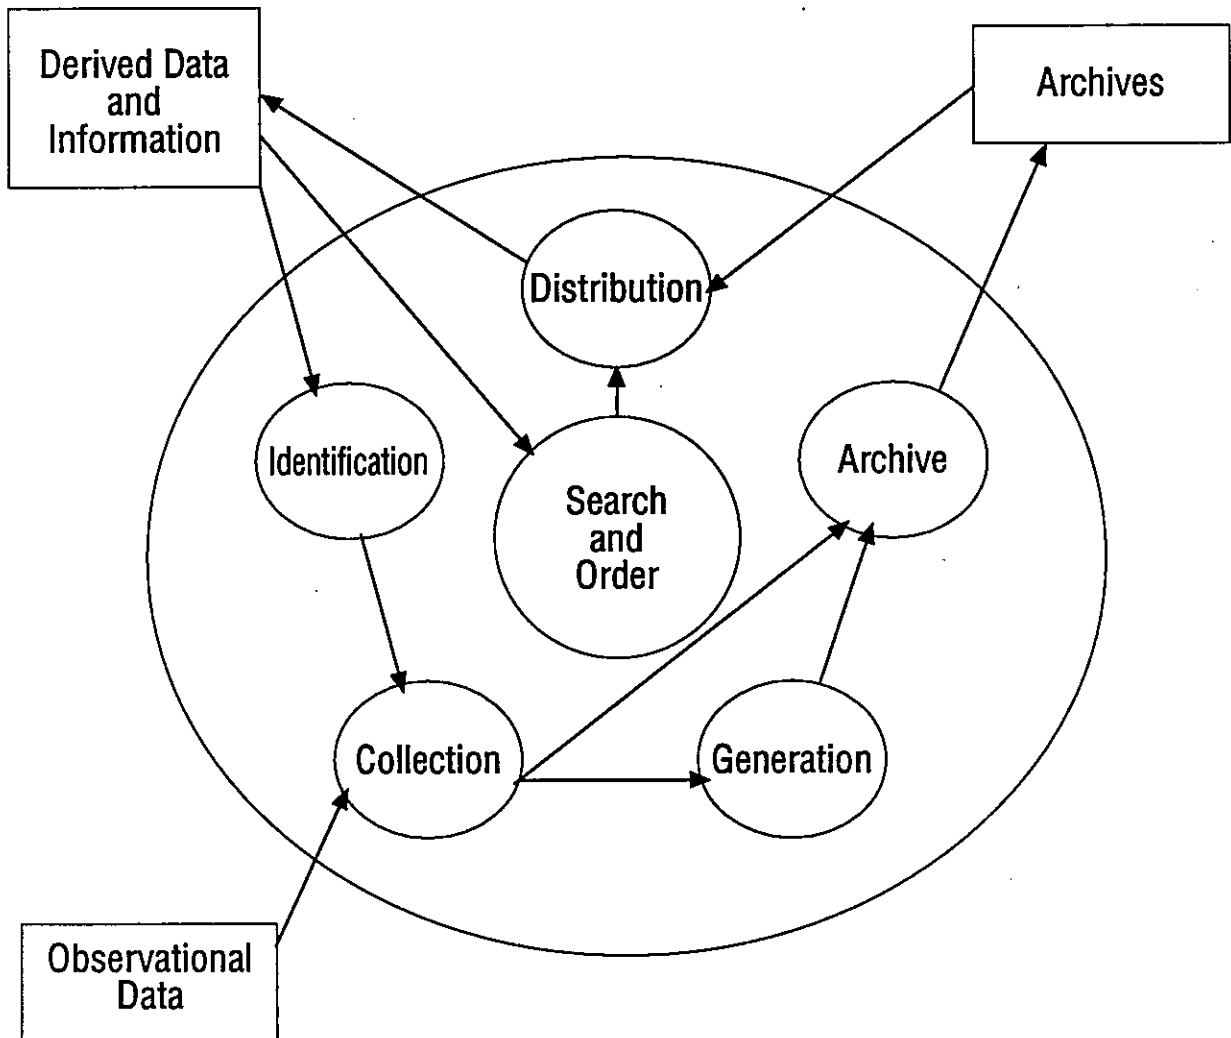 Derived Data
and
Information
Archives
Distribution
Identification
Search
and
Order
Archive
Collection
Generation
Observational
Data